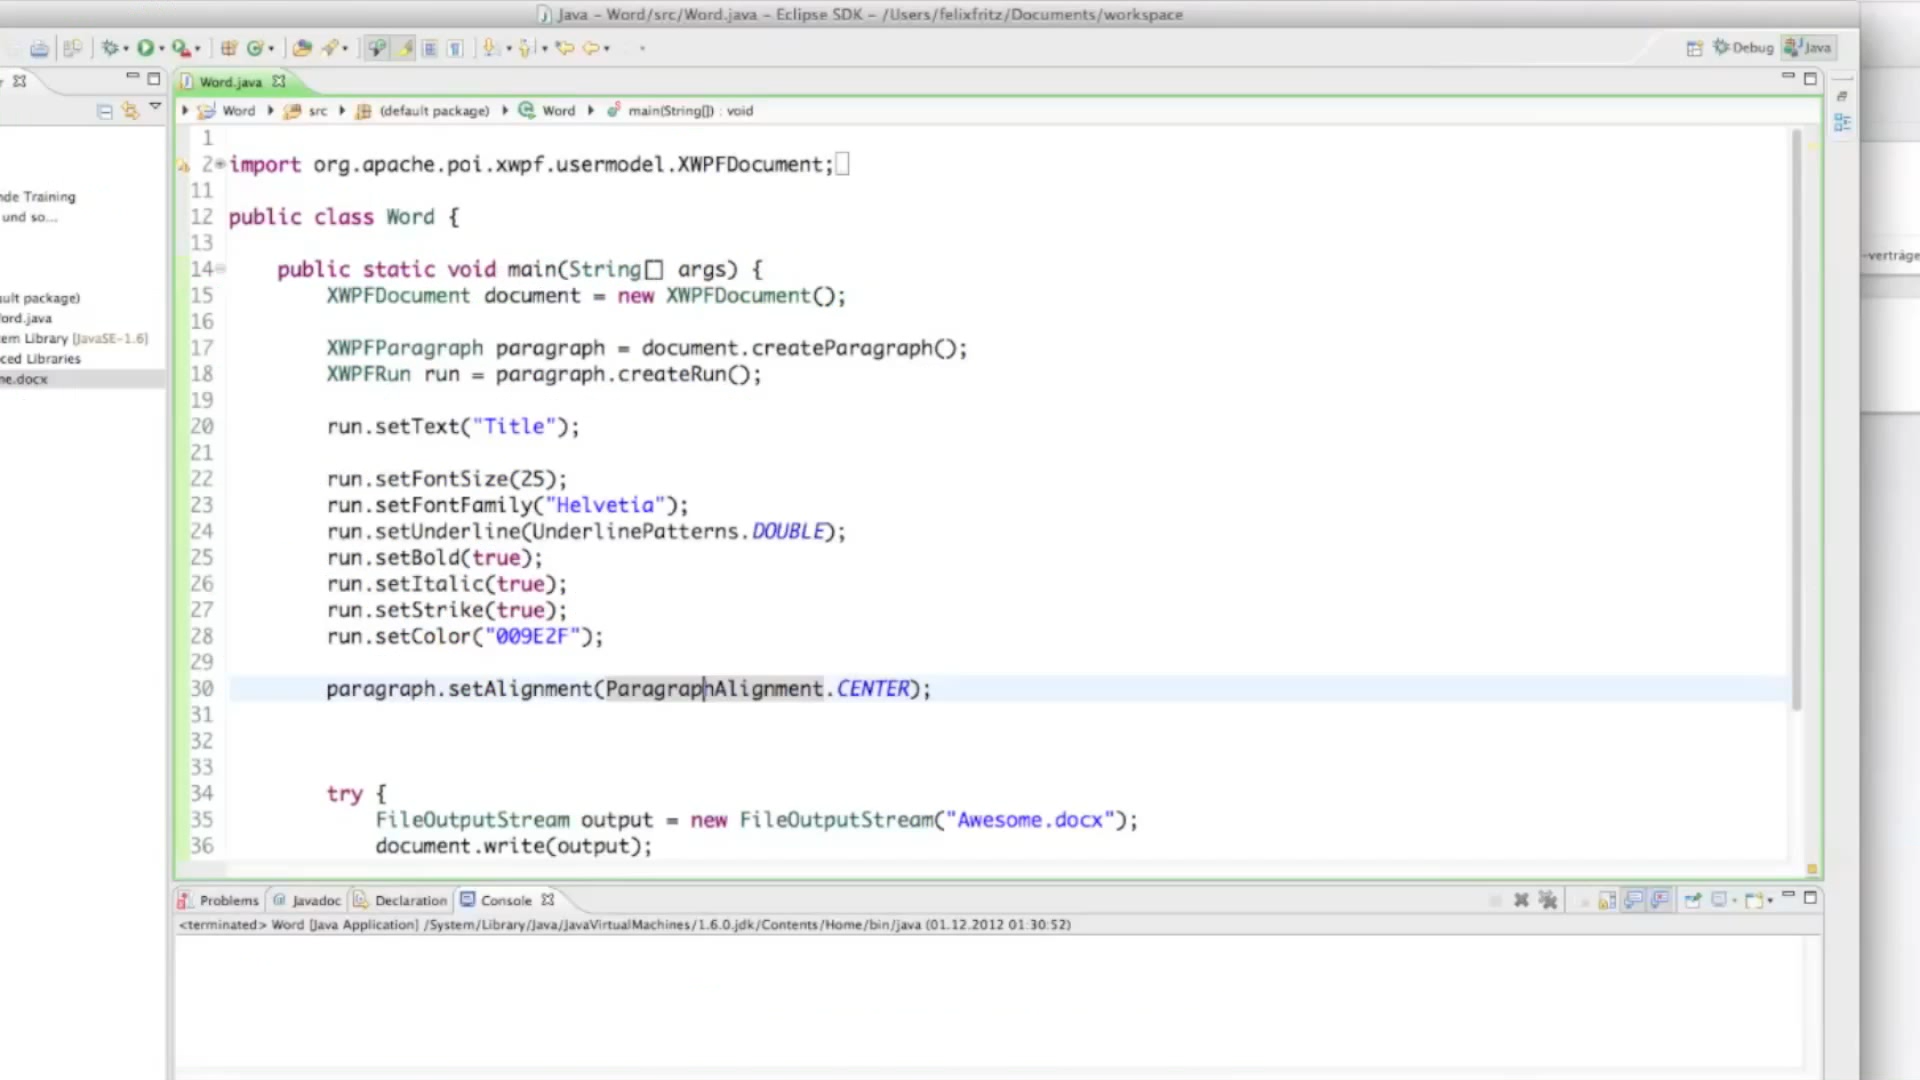 Java – Word/src/Word.java – Eclipse SDK – /Users/felixfritz/Documents/workspace
Debug Java
Word.java
Word src (default package) Word main(String[]) : void
nde Training
und so...
ult package)
ord.java
em Library [JavaSE-1.6]
ced Libraries
me.docx
-verträge
1
2 import org.apache.poi.xwpf.usermodel.XWPFDocument;
11
12 public class Word {
13
14 public static void main(String[] args) {
15 XWPFDocument document = new XWPFDocument();
16
17 XWPFParagraph paragraph = document.createParagraph();
18 XWPFRun run = paragraph.createRun();
19
20 run.setText("Title");
21
22 run.setFontSize(25);
23 run.setFontFamily("Helvetia");
24 run.setUnderline(UnderlinePatterns.DOUBLE);
25 run.setBold(true);
26 run.setItalic(true);
27 run.setStrike(true);
28 run.setColor("009E2F");
29
30 paragraph.setAlignment(ParagraphAlignment.CENTER);
31
32
33
34 try {
35 FileOutputStream output = new FileOutputStream("Awesome.docx");
36 document.write(output);
Problems Javadoc Declaration Console
<terminated> Word [Java Application] /System/Library/Java/JavaVirtualMachines/1.6.0.jdk/Contents/Home/bin/java (01.12.2012 01:30:52)